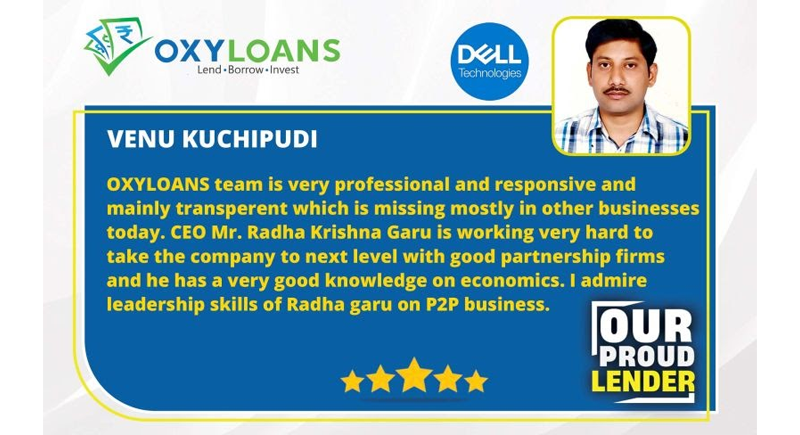 OXYLOANS
Lend • Borrow • Invest
DELL
Technologies
VENU KUCHIPUDI
OXYLOANS team is very professional and responsive and
mainly transperent which is missing mostly in other businesses
today. CEO Mr. Radha Krishna Garu is working very hard to
take the company to next level with good partnership firms
and he has a very good knowledge on economics. I admire
leadership skills of Radha garu on P2P business.
OUR
PROUD
LENDER